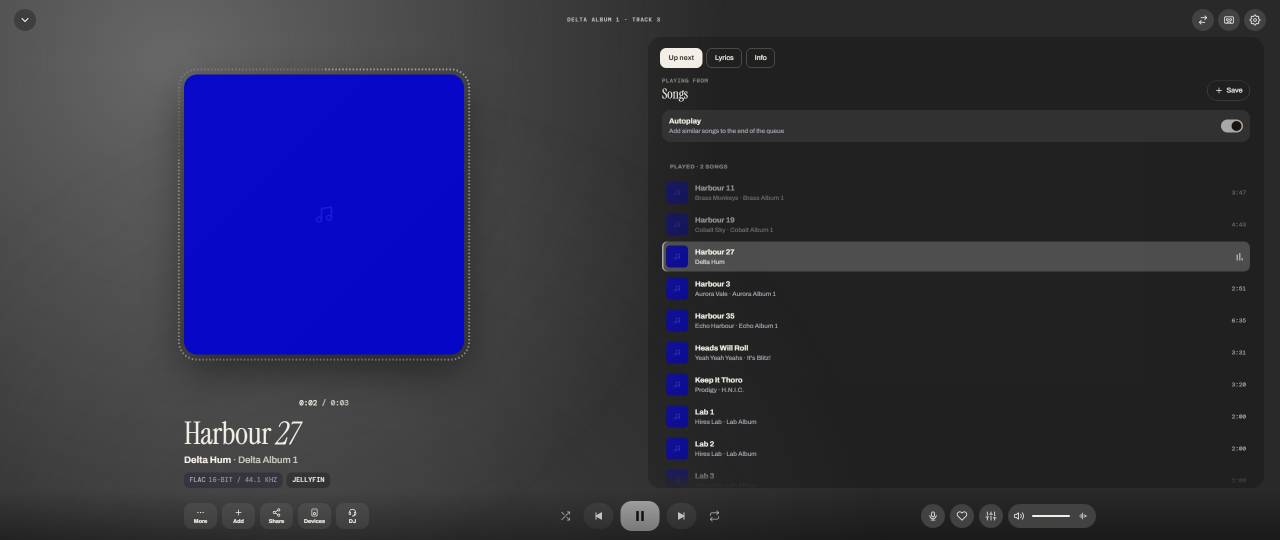 DELTA ALBUM 1 · TRACK 3
0:02 / 0:03
Harbour 27
Delta Hum · Delta Album 1
FLAC 16-BIT / 44.1 KHZ JELLYFIN
More Add Share Devices DJ
Up next Lyrics Info
PLAYING FROM
Songs
Save
Autoplay
Add similar songs to the end of the queue
PLAYED · 2 SONGS
Harbour 11
Brass Monkeys · Brass Album 1
3:47
Harbour 19
Cobalt Sky · Cobalt Album 1
4:43
Harbour 27
Delta Hum
Harbour 3
Aurora Vale · Aurora Album 1
2:51
Harbour 35
Echo Harbour · Echo Album 1
6:35
Heads Will Roll
Yeah Yeah Yeahs · It's Blitz!
3:31
Keep It Thoro
Prodigy · H.N.I.C.
3:20
Lab 1
Hires Lab · Lab Album
2:00
Lab 2
Hires Lab · Lab Album
2:00
Lab 3